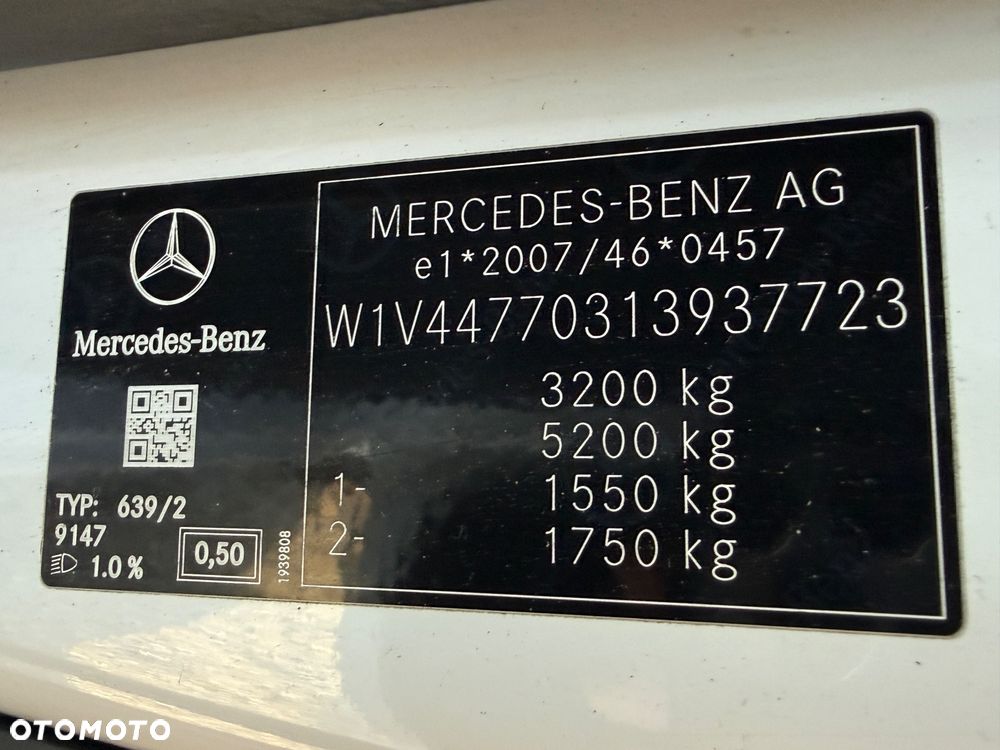 Mercedes-Benz
TYP: 639/2
9147
1.0 %
0,50
1939808
MERCEDES-BENZ AG
e1*2007/46*0457
W1V44770313937723
3200 kg
5200 kg
1- 1550 kg
2- 1750 kg
OTOMOTO